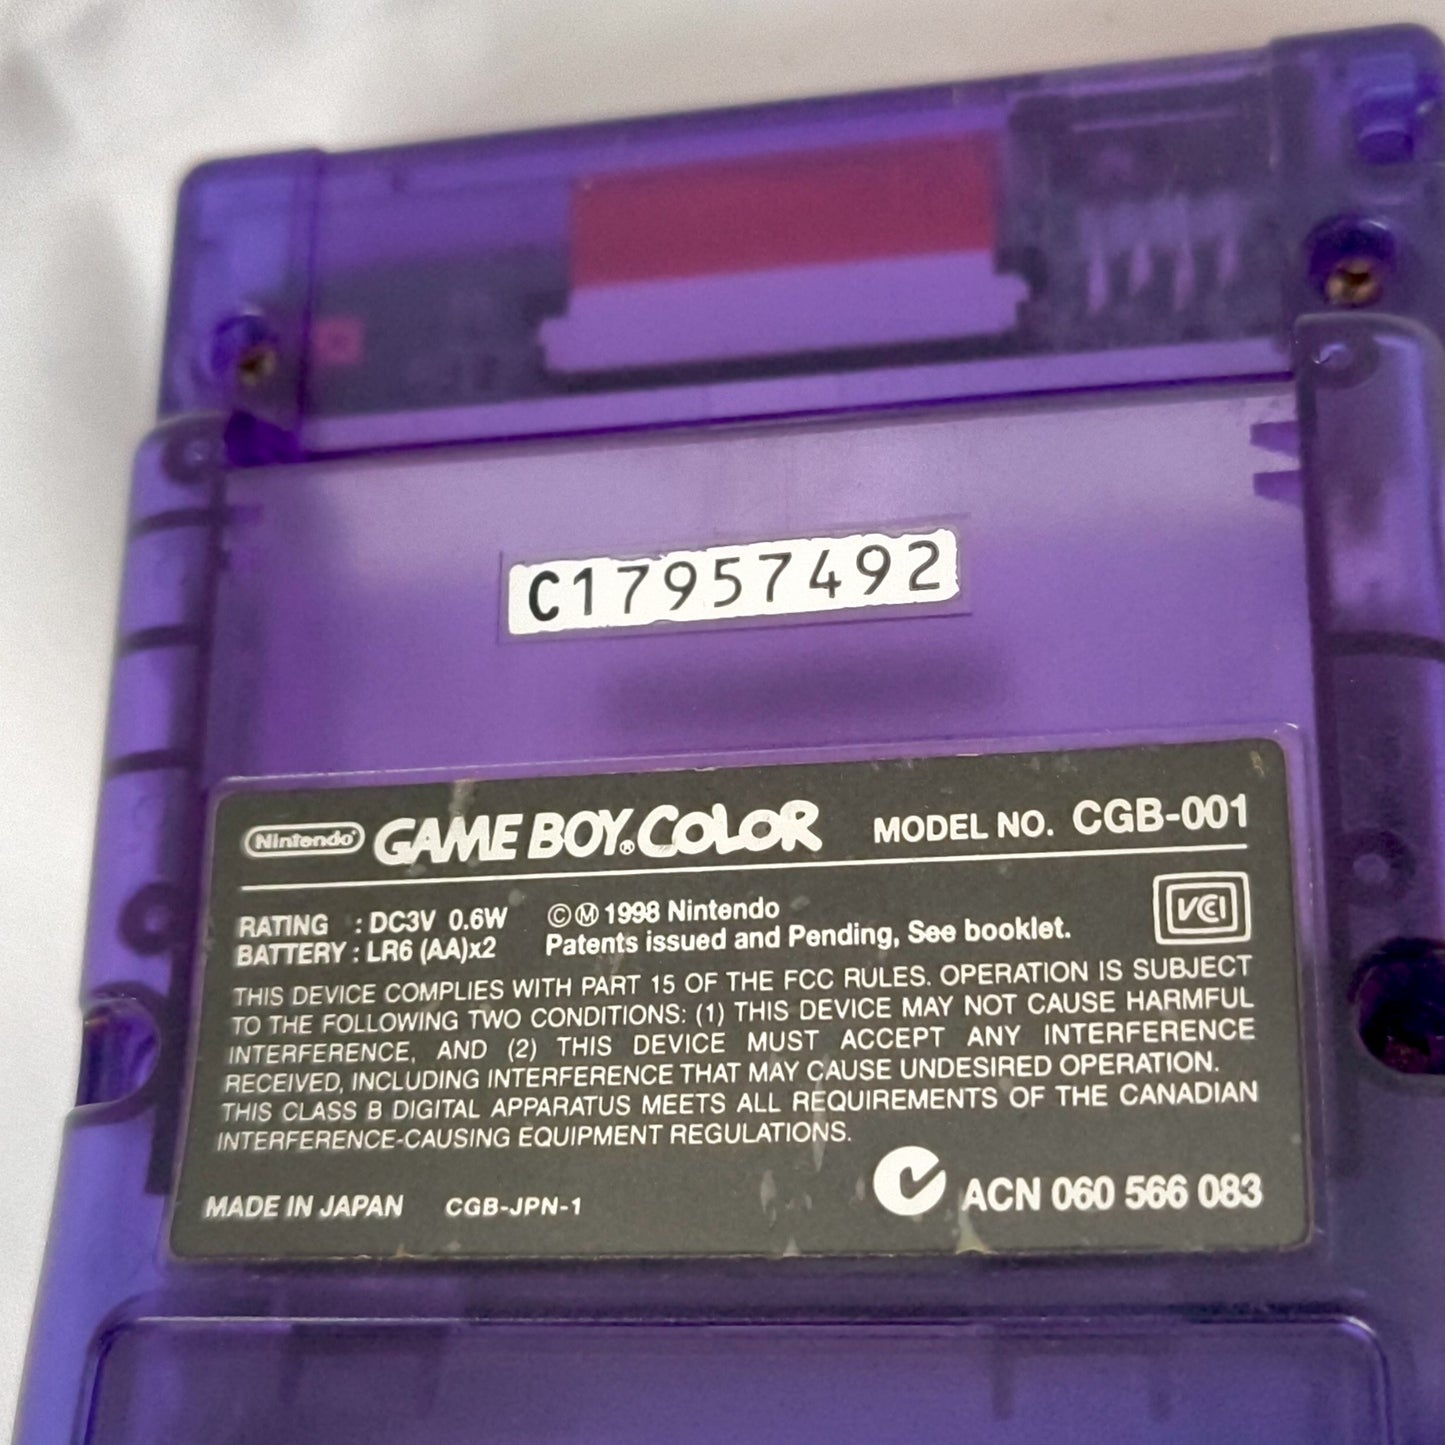 C17957492
Nintendo® GAME BOY® COLOR MODEL NO. CGB-001
RATING : DC3V 0.6W ©Ⓜ1998 Nintendo
BATTERY : LR6 (AA)x2 Patents issued and Pending, See booklet.
VCI
THIS DEVICE COMPLIES WITH PART 15 OF THE FCC RULES. OPERATION IS SUBJECT
TO THE FOLLOWING TWO CONDITIONS: (1) THIS DEVICE MAY NOT CAUSE HARMFUL
INTERFERENCE, AND (2) THIS DEVICE MUST ACCEPT ANY INTERFERENCE
RECEIVED, INCLUDING INTERFERENCE THAT MAY CAUSE UNDESIRED OPERATION.
THIS CLASS B DIGITAL APPARATUS MEETS ALL REQUIREMENTS OF THE CANADIAN
INTERFERENCE-CAUSING EQUIPMENT REGULATIONS.
MADE IN JAPAN CGB-JPN-1 ACN 060 566 083